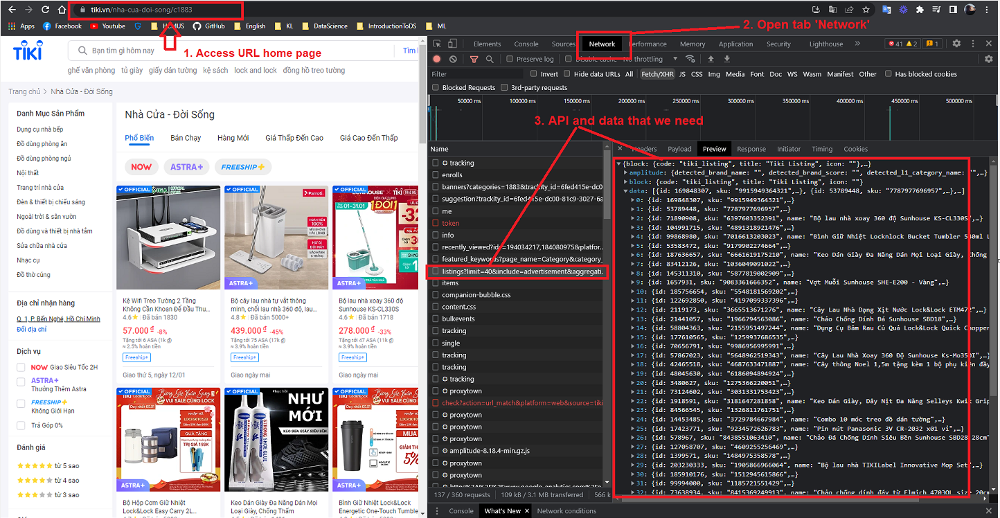 tiki.vn/nha-cua-doi-song/c1883
Apps Facebook Youtube G HCMUS GitHub English KL DataScience IntroductionToDS ML
1. Access URL home page
2. Open tab 'Network'
3. API and data that we need
TIKI
Bạn tìm gì hôm nay
Tìm
ghế văn phòng tủ giày giấy dán tường kệ sách lock and lock đồng hồ treo tường
Trang chủ > Nhà Cửa - Đời Sống
Danh Mục Sản Phẩm
Dụng cụ nhà bếp
Đồ dùng phòng ăn
Đồ dùng phòng ngủ
Nội thất
Trang trí nhà cửa
Đèn & thiết bị chiếu sáng
Ngoài trời & sân vườn
Đồ dùng và thiết bị nhà tắm
Sửa chữa nhà cửa
Nhạc cụ
Đồ thờ cúng
Địa chỉ nhận hàng
Q. 1, P. Bến Nghé, Hồ Chí Minh
Đổi địa chỉ
Dịch vụ
NOW Giao Siêu Tốc 2H
ASTRA+
Thưởng Thêm Astra
FREESHIP+
Không Giới Hạn
Trả Góp 0%
Đánh giá
từ 5 sao
từ 4 sao
từ 3 sao
Nhà Cửa - Đời Sống
Phổ Biến Bán Chạy Hàng Mới Giá Thấp Đến Cao Giá Cao Đến Thấp
NOW ASTRA+ FREESHIP+
OFFICIAL
Kệ Wifi Treo Tường 2 Tầng
Không Cần Khoan Để Đầu Thu...
4.6 Đã bán 1830
57.000 ₫ -8%
Tặng tới 6 ASA (1k ₫)
≈ 2.5% hoàn tiền
Freeship+
Giao thứ 5, ngày 12/01
OFFICIAL
Parroti
ASTRA+
Bộ cây lau nhà tự vắt thông
minh, chổi lau nhà 360 độ, lau...
4.8 Đã bán 5000+
439.000 ₫ -45%
Tặng tới 75 ASA (17k ₫)
≈ 3.9% hoàn tiền
Freeship+
Giao ngày mai
OFFICIAL
SUNHOUSE
01-31.01
ASTRA+
Bộ lau nhà xoay 360 độ
Sunhouse KS-CL330S
4.6 Đã bán 1718
278.000 ₫ -33%
Tặng tới 47 ASA (11k ₫)
≈ 3.9% hoàn tiền
Freeship+
Giao ngày mai
OFFICIAL
LOCKSOT0123
TRỊ GIÁ 193K
ASTRA+
Bộ Hộp Cơm Giữ Nhiệt
Lock&Lock Easy Carry 2L...
Phục hồi
NHƯ
MỚI
KEO SỮA GIÀY SIÊU BỀN
STRONG SHOE GLUE
Keo Dán Giày Đa Năng Dán Mọi
Loại Giày, Chống Thấm
OFFICIAL
ASTRA+
Bình Giữ Nhiệt Lock&Lock
Energetic One-Touch Tumble
Elements Console Sources Network Performance Memory Application Security Lighthouse » 41 2 1
Preserve log Disable cache No throttling
Filter Invert Hide data URLs All Fetch/XHR JS CSS Img Media Font Doc WS Wasm Manifest Other Has blocked cookies
Blocked Requests 3rd-party requests
50000 ms 100000 ms 150000 ms 200000 ms 250000 ms 300000 ms 350000 ms 400000 ms 450000 ms 500000 ms
Name
tracking
enrolls
banners?categories=1883&trackity_id=6fed415e-dc0
suggestion?trackity_id=6fed415e-dc00-81c9-3027-6a
me
token
info
recently_viewed?ids=194034217,184080975&platfor...
featured_keywords?page_name=Category&category_
listings?limit=40&include=advertisement&aggregati...
items
companion-bubble.css
content.css
bulkevents
tracking
single
tracking
tracking
tracking
proxytown
check?action=url_match&platform=web&source=tiki
proxytown
proxytown
proxytown
amplitude-8.18.4-min.gz.js
proxytown
proxytown
137 / 360 requests 109 kB / 3.1 MB transferred 566 k
Headers Payload Preview Response Initiator Timing Cookies
{block: {code: "tiki_listing", title: "Tiki Listing", icon: ""},…}
amplitude: {detected_brand_name: "", detected_brand_score: "", detected_l1_category_name: "",…}
block: {code: "tiki_listing", title: "Tiki Listing", icon: ""}
data: [{id: 169848307, sku: "9915949364321",…}, {id: 53789448, sku: "7787977696957",…},…]
0: {id: 169848307, sku: "9915949364321",…}
1: {id: 53789448, sku: "7787977696957",…}
2: {id: 71890908, sku: "6397603352391", name: "Bộ lau nhà xoay 360 độ Sunhouse KS-CL330S",…}
3: {id: 104991715, sku: "4891318921476",…}
4: {id: 99868980, sku: "7016613203023", name: "Bình Giữ Nhiệt Locknlock Bucket Tumbler 540ml L
5: {id: 53583472, sku: "9179902274664",…}
6: {id: 187636657, sku: "6661619175210", name: "Keo Dán Giày Đa Năng Dán Mọi Loại Giày, Chống
7: {id: 83412126, sku: "1036049091022",…}
8: {id: 145311310, sku: "5877819002909",…}
9: {id: 1657931, sku: "9083361666352", name: "Vợt Muỗi Sunhouse SHE-E200 - Vàng",…}
10: {id: 185756654, sku: "5548181569202",…}
11: {id: 122692850, sku: "4197099337396",…}
12: {id: 2119173, sku: "3665513671276", name: "Cây Lau Nhà Dạng Xịt Nước Lock&Lock ETM472",…}
13: {id: 21441057, sku: "1966794563086", name: "Chảo Chống Dính Đá Sunhouse SBD18",…}
14: {id: 58804363, sku: "2155951497244", name: "Dụng Cụ Băm Rau Củ Quả Lock&Lock Quick Chopper
15: {id: 177610565, sku: "1259937686535",…}
16: {id: 70656791, sku: "9986956995991",…}
17: {id: 57867023, sku: "5648962519343", name: "Cây Lau Nhà Xoay 360 Độ Sunhouse Ks-Mo350I",…}
18: {id: 42465518, sku: "4687633471887", name: "Cây thông Noel 1,5m tặng kèm 1 bộ phụ kiện đầy
19: {id: 48045630, sku: "6186094894924",…}
20: {id: 3480627, sku: "1275366220051",…}
21: {id: 73124602, sku: "3031331753423",…}
22: {id: 1918591, sku: "3181647281858", name: "Keo Dán Giày, Dây Nịt Đa Năng Selleys Kwik Grip
23: {id: 84566545, sku: "1326811761751",…}
24: {id: 14453485, sku: "3729784667984", name: "Combo 10 móc treo đồ dán tường",…}
25: {id: 17423771, sku: "9234572626783", name: "Pin nút Panasonic 3V CR-2032 x01 vi",…}
26: {id: 578967, sku: "8438551063410", name: "Chảo Đá Chống Dính Siêu Bền Sunhouse SBD28 28cm"
27: {id: 127058707, sku: "4609255256469",…}
28: {id: 1399571, sku: "1484975358578",…}
29: {id: 203230333, sku: "1905866966064", name: "Bộ lau nhà TIKILabel Innovative Mop Set",…}
30: {id: 185910176, sku: "1512945615866",…}
31: {id: 99994000, sku: "1185721551429",…}
32: {id: 73638934, sku: "8415369249913", name: "Chảo chống dính đáy từ Elmich 4703OL size 20cm
Console What's New × Network conditions